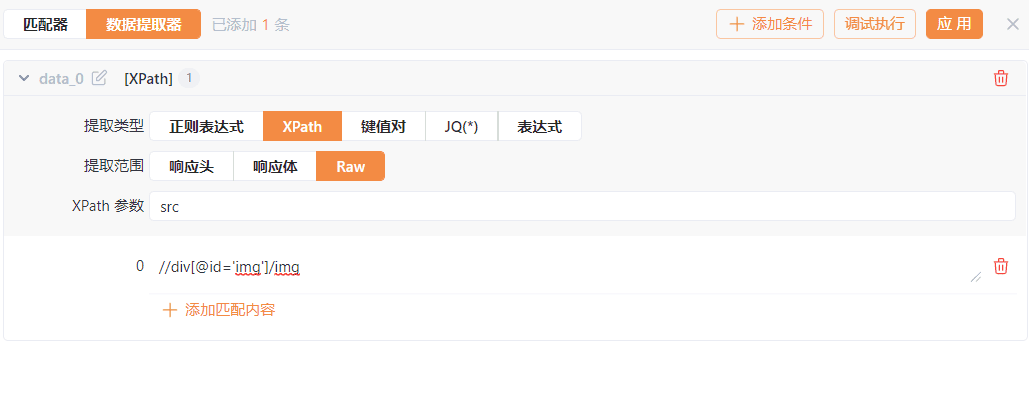 匹配器 数据提取器 已添加 1 条 添加条件 调试执行 应 用
data_0 [XPath] 1
提取类型 正则表达式 XPath 键值对 JQ(*) 表达式
提取范围 响应头 响应体 Raw
XPath 参数 src
0 //div[@id='img']/img
添加匹配内容